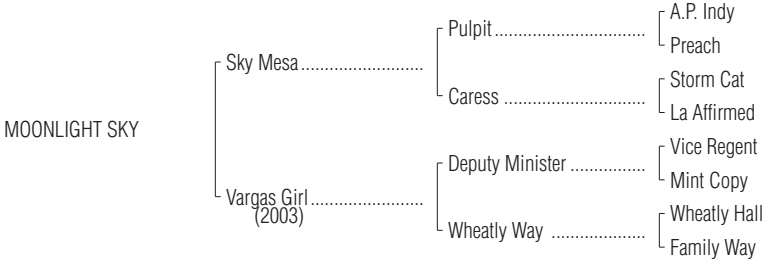 A.P. Indy
Pulpit..............................
Preach
Sky Mesa........................
Storm Cat
Caress ............................
La Affirmed
MOONLIGHT SKY
Vice Regent
Deputy Minister ...............
Mint Copy
Vargas Girl......................
(2003)
Wheatly Hall
Wheatly Way ...................
Family Way